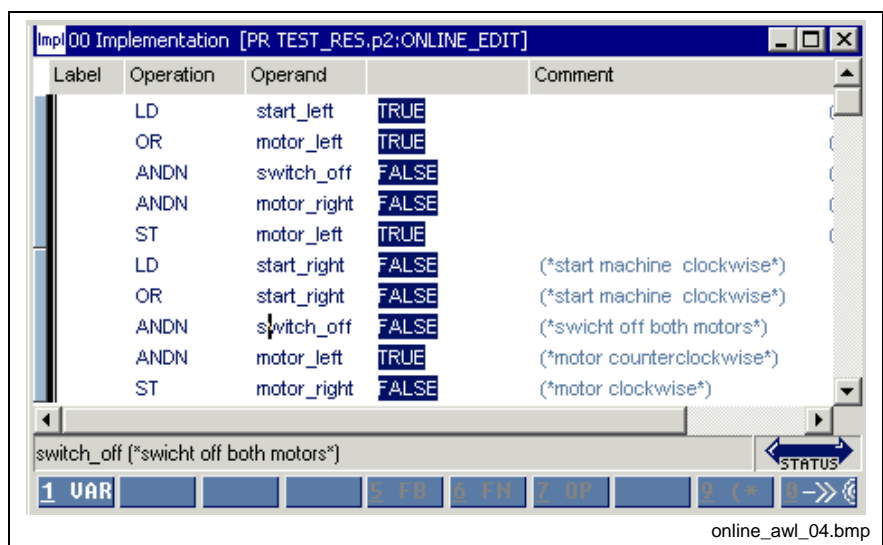 Impl 00 Implementation [PR TEST_RES.p2:ONLINE_EDIT]
Label Operation Operand Comment
LD start_left TRUE (
OR motor_left TRUE (
ANDN switch_off FALSE (
ANDN motor_right FALSE (
ST motor_left TRUE (
LD start_right FALSE (*start machine clockwise*)
OR start_right FALSE (*start machine clockwise*)
ANDN switch_off FALSE (*swicht off both motors*)
ANDN motor_left TRUE (*motor counterclockwise*)
ST motor_right FALSE (*motor clockwise*)
switch_off (*swicht off both motors*) STATUS
1 VAR 5 FB 6 FN 7 OP 9 (* 0->>
online_awl_04.bmp